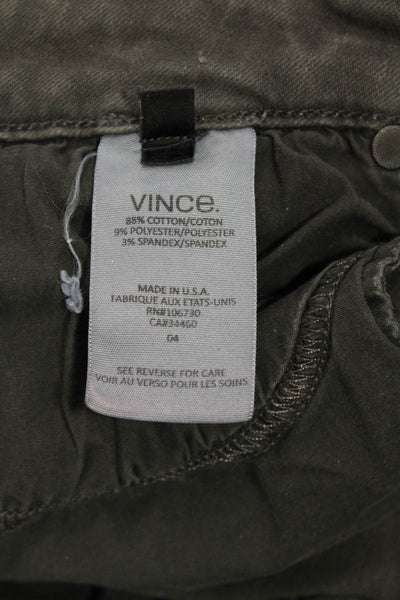 VINCE.
88% COTTON/COTON
9% POLYESTER/POLYESTER
3% SPANDEX/SPANDEX
MADE IN U.S.A.
FABRIQUE AUX ETATS-UNIS
RN#106730
CA#34460
04
SEE REVERSE FOR CARE
VOIR AU VERSO POUR LES SOINS